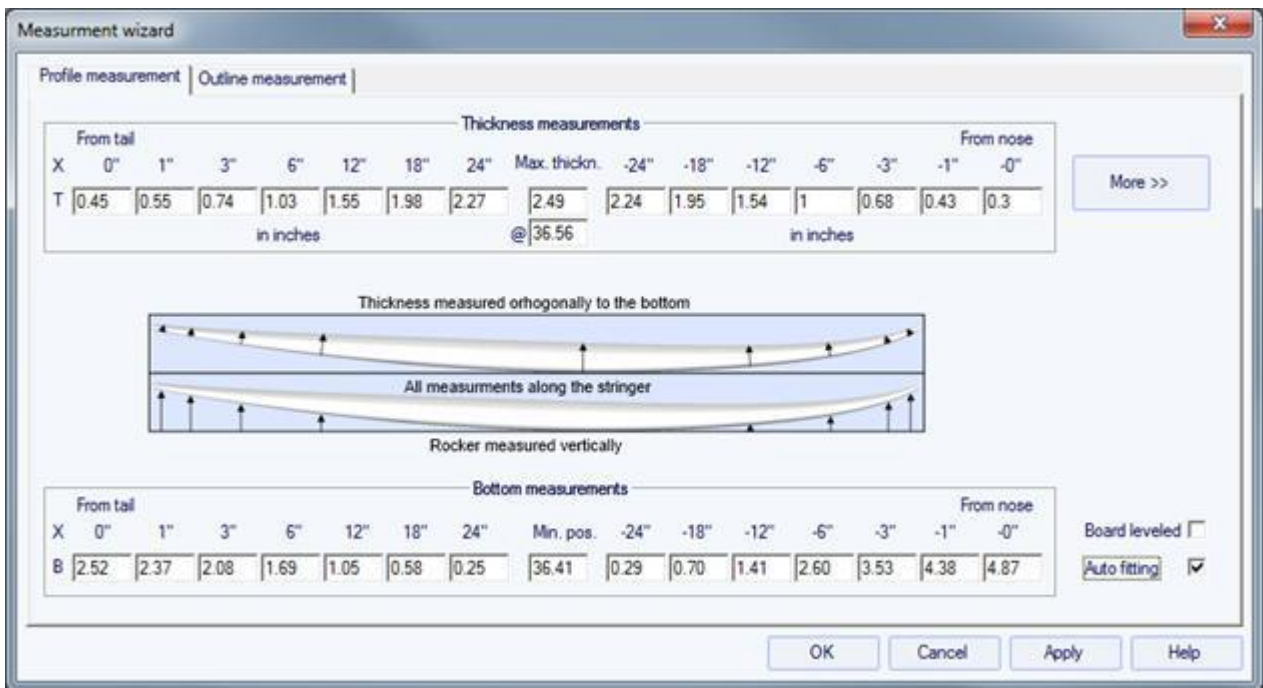 Measurment wizard
Profile measurement Outline measurement
Thickness measurements
From tail From nose
X 0" 1" 3" 6" 12" 18" 24" Max. thickn. -24" -18" -12" -6" -3" -1" -0"
More >>
T 0.45 0.55 0.74 1.03 1.55 1.98 2.27 2.49 2.24 1.95 1.54 1 0.68 0.43 0.3
in inches @ 36.56 in inches
Thickness measured orhogonally to the bottom
All measurments along the stringer
Rocker measured vertically
Bottom measurements
From tail From nose
X 0" 1" 3" 6" 12" 18" 24" Min. pos. -24" -18" -12" -6" -3" -1" -0" Board leveled
B 2.52 2.37 2.08 1.69 1.05 0.58 0.25 36.41 0.29 0.70 1.41 2.60 3.53 4.38 4.87 Auto fitting
OK Cancel Apply Help